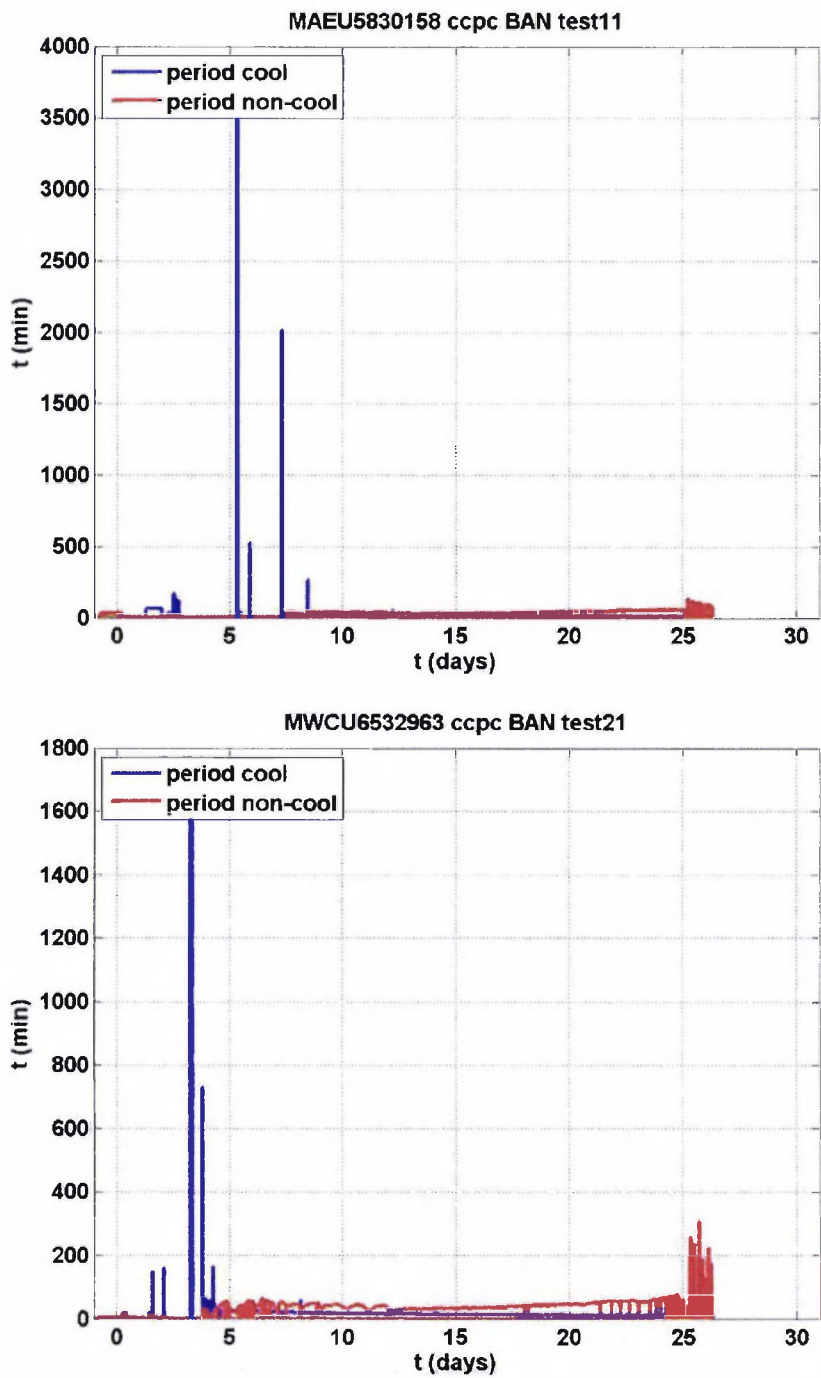 MAEU5830158 ccpc BAN test11
4000
3500
3000
2500
2000
1500
1000
500
0
t (min)
period cool
period non-cool
0 5 10 15 20 25 30
t (days)
MWCU6532963 ccpc BAN test21
1800
1600
1400
1200
1000
800
600
400
200
0
t (min)
period cool
period non-cool
0 5 10 15 20 25 30
t (days)